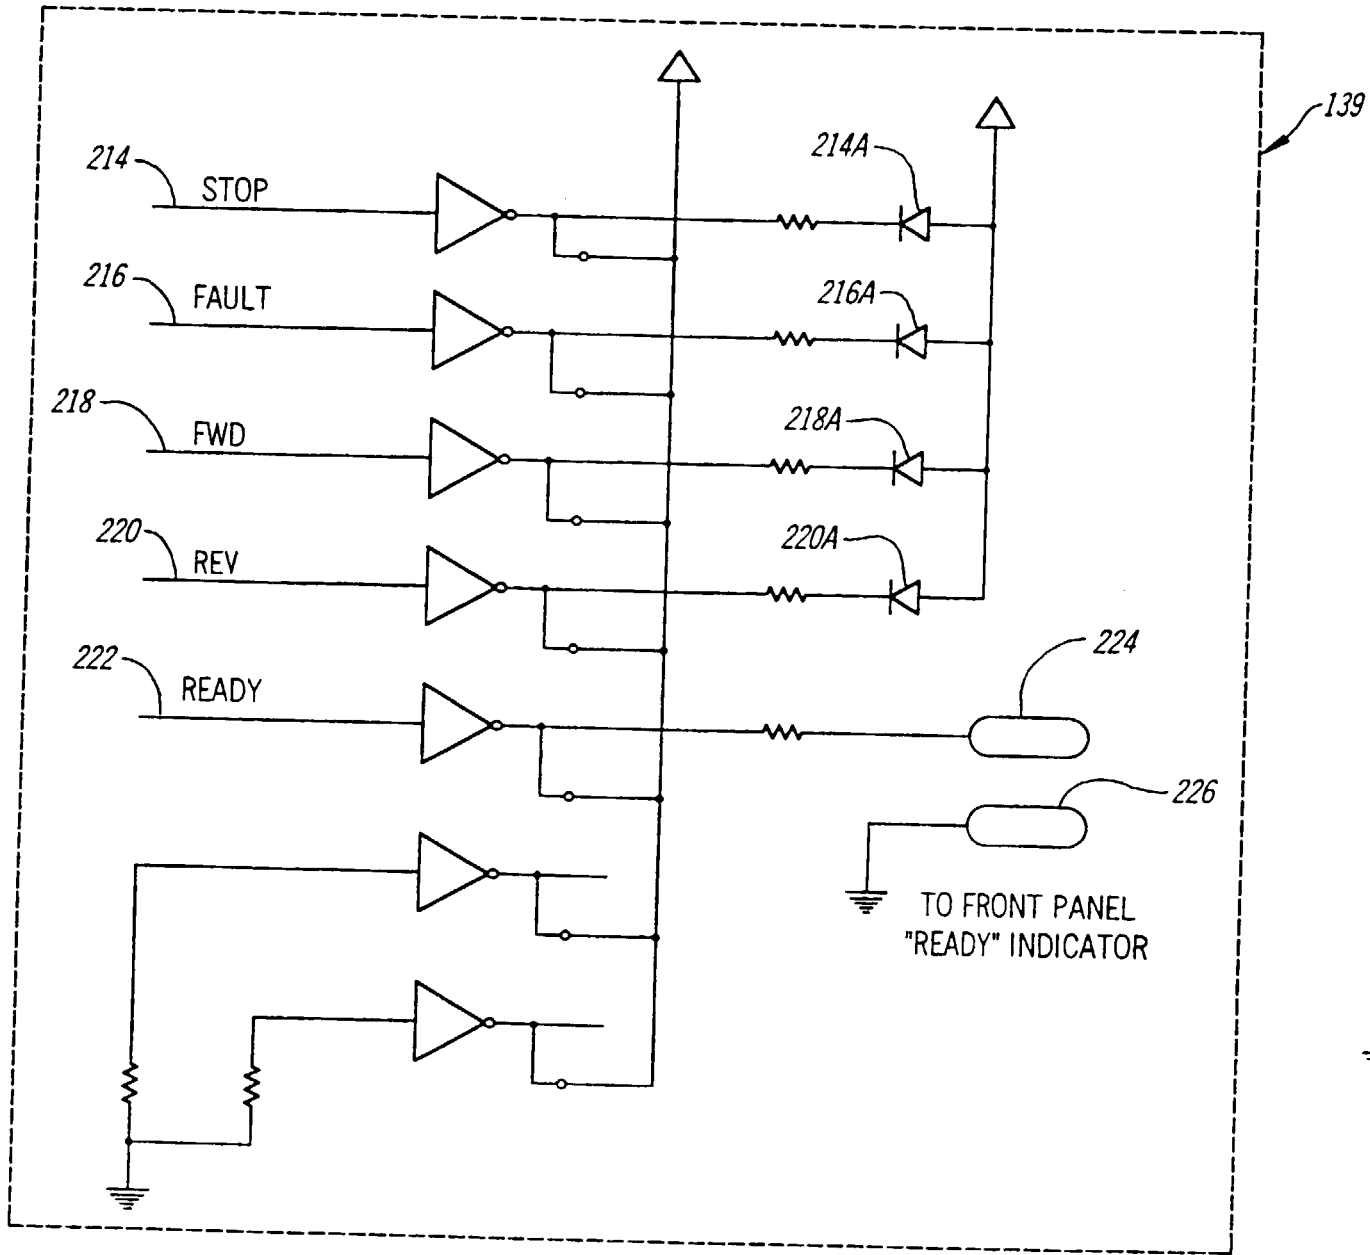 139
214
STOP
214A
216
FAULT
216A
218
FWD
218A
220
REV
220A
222
READY
224
226
TO FRONT PANEL
"READY" INDICATOR